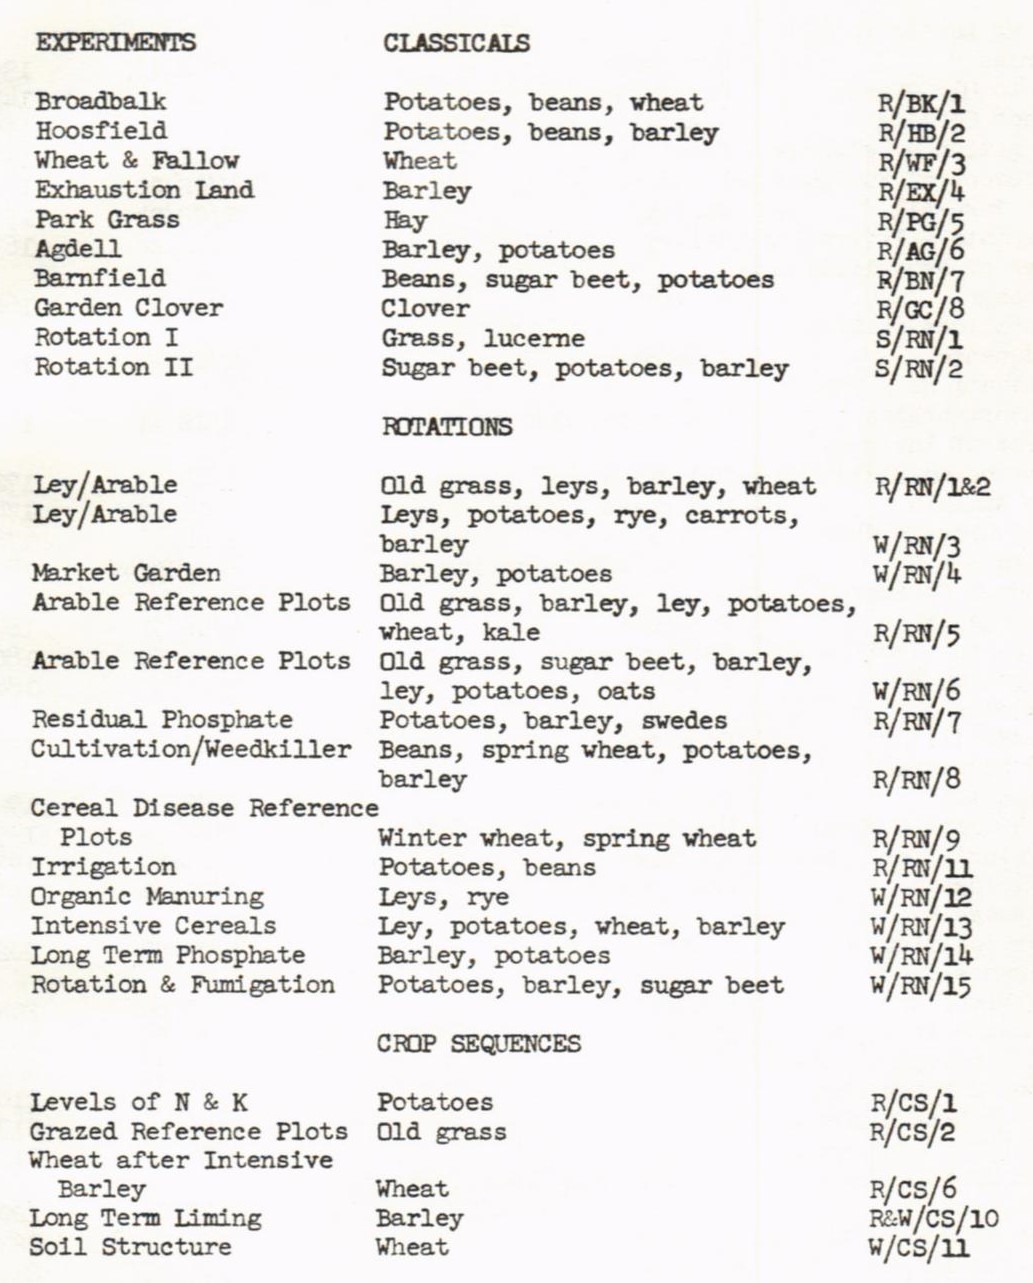 EXPERIMENTS CLASSICALS
Broadbalk Potatoes, beans, wheat R/BK/1
Hoosfield Potatoes, beans, barley R/HB/2
Wheat & Fallow Wheat R/WF/3
Exhaustion Land Barley R/EX/4
Park Grass Hay R/PG/5
Agdell Barley, potatoes R/AG/6
Barnfield Beans, sugar beet, potatoes R/BN/7
Garden Clover Clover R/GC/8
Rotation I Grass, lucerne S/RN/1
Rotation II Sugar beet, potatoes, barley S/RN/2
ROTATIONS
Ley/Arable Old grass, leys, barley, wheat R/RN/1&2
Ley/Arable Leys, potatoes, rye, carrots,
barley W/RN/3
Market Garden Barley, potatoes W/RN/4
Arable Reference Plots Old grass, barley, ley, potatoes,
wheat, kale R/RN/5
Arable Reference Plots Old grass, sugar beet, barley,
ley, potatoes, oats W/RN/6
Residual Phosphate Potatoes, barley, swedes R/RN/7
Cultivation/Weedkiller Beans, spring wheat, potatoes,
barley R/RN/8
Cereal Disease Reference
Plots Winter wheat, spring wheat R/RN/9
Irrigation Potatoes, beans R/RN/11
Organic Manuring Leys, rye W/RN/12
Intensive Cereals Ley, potatoes, wheat, barley W/RN/13
Long Term Phosphate Barley, potatoes W/RN/14
Rotation & Fumigation Potatoes, barley, sugar beet W/RN/15
CROP SEQUENCES
Levels of N & K Potatoes R/CS/1
Grazed Reference Plots Old grass R/CS/2
Wheat after Intensive
Barley Wheat R/CS/6
Long Term Liming Barley R&W/CS/10
Soil Structure Wheat W/CS/11